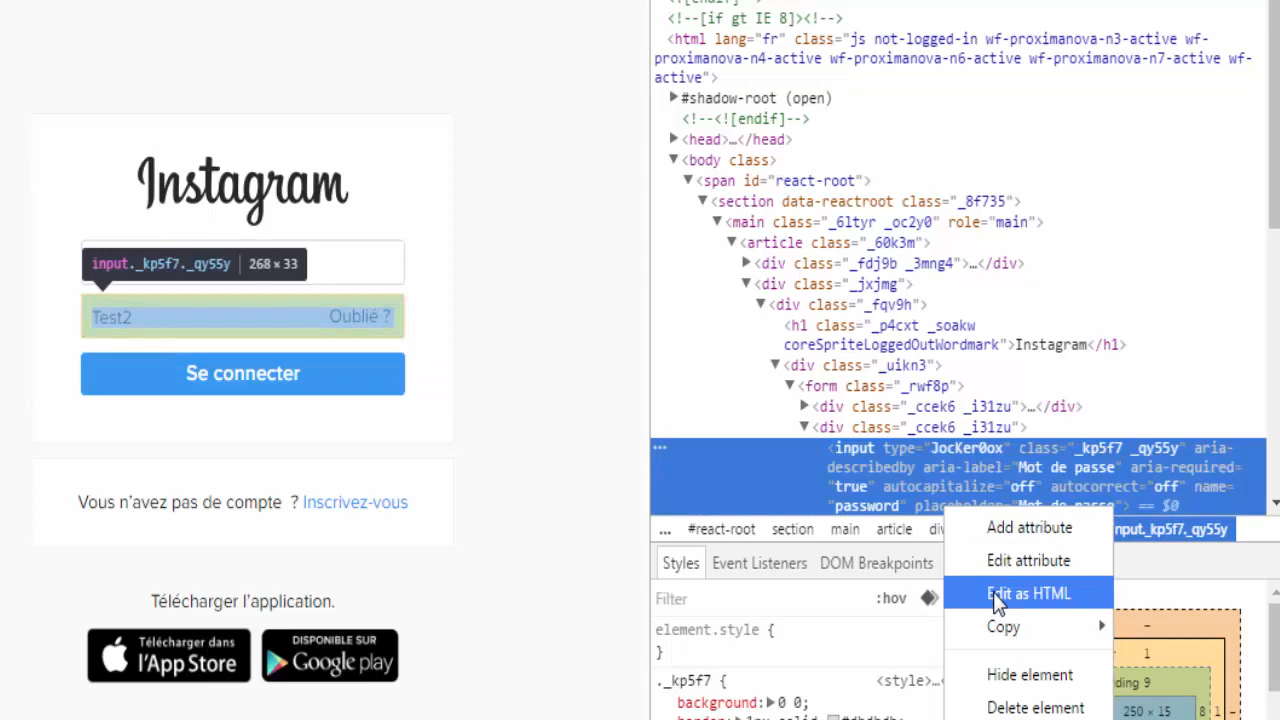 Instagram
input._kp5f7._qy55y | 268 × 33
Test2 Oublié ?
Se connecter
Vous n'avez pas de compte ? Inscrivez-vous
Télécharger l'application.
Télécharger dans
l'App Store
DISPONIBLE SUR
Google play
<!--[if gt IE 8]><!-->
<html lang="fr" class="js not-logged-in wf-proximanova-n3-active wf-
proximanova-n4-active wf-proximanova-n6-active wf-proximanova-n7-active wf-
active">
#shadow-root (open)
<!--<![endif]-->
<head>…</head>
<body class>
<span id="react-root">
<section data-reactroot class="_8f735">
<main class="_6ltyr _oc2y0" role="main">
<article class="_60k3m">
<div class="_fdj9b _3mng4">…</div>
<div class="_jxjmg">
<div class="_fqv9h">
<h1 class="_p4cxt _soakw
coreSpriteLoggedOutWordmark">Instagram</h1>
<div class="_uikn3">
<form class="_rwf8p">
<div class="_ccek6 _i31zu">…</div>
<div class="_ccek6 _i31zu">
<input type="JocKer0ox" class="_kp5f7 _qy55y" aria-
describedby aria-label="Mot de passe" aria-required=
"true" autocapitalize="off" autocorrect="off" name=
"password" placeholder="Mot de passe"> == $0
... #react-root section main article input._kp5f7._qy55y
Styles Event Listeners DOM Breakpoints
Filter :hov
element.style {
}
._kp5f7 { <style>…
background: 0 0;
Add attribute
Edit attribute
Edit as HTML
Copy
Hide element
Delete element
–
1
9
250 × 15 8 1 –